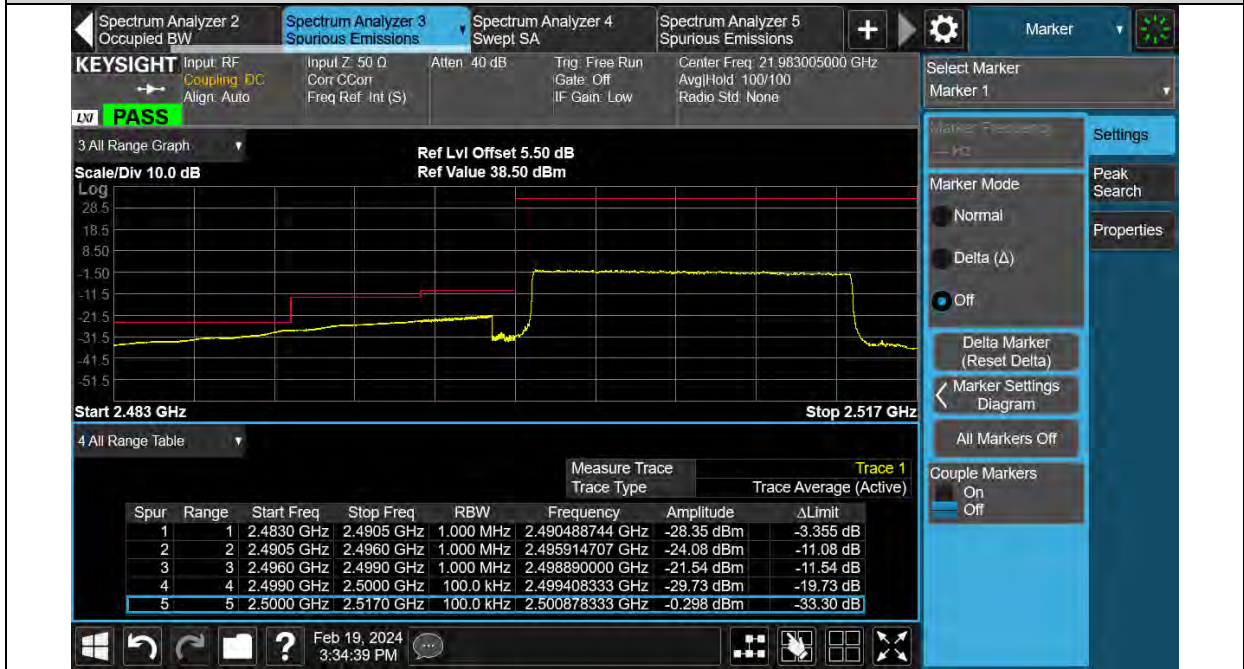 Spectrum Analyzer 2
Occupied BW
Spectrum Analyzer 3
Spurious Emissions
Spectrum Analyzer 4
Swept SA
Spectrum Analyzer 5
Spurious Emissions
+
Marker
KEYSIGHT
Input: RF
Coupling: DC
Align: Auto
Input Z: 50 Ω
Corr CCorr
Freq Ref: Int (S)
Atten: 40 dB
Trig: Free Run
Gate: Off
IF Gain: Low
Center Freq: 21.983005000 GHz
Avg|Hold: 100/100
Radio Std: None
LXI
PASS
Select Marker
Marker 1
3 All Range Graph
Ref Lvl Offset 5.50 dB
Scale/Div 10.0 dB
Ref Value 38.50 dBm
Log
28.5
18.5
8.50
-1.50
-11.5
-21.5
-31.5
-41.5
-51.5
Start 2.483 GHz
Stop 2.517 GHz
Marker Frequency
--- Hz
Marker Mode
Normal
Delta (Δ)
Off
Delta Marker
(Reset Delta)
Marker Settings
Diagram
All Markers Off
Couple Markers
On
Off
Settings
Peak
Search
Properties
4 All Range Table
Measure Trace Trace 1
Trace Type Trace Average (Active)
Spur Range Start Freq Stop Freq RBW Frequency Amplitude ΔLimit
1 1 2.4830 GHz 2.4905 GHz 1.000 MHz 2.490488744 GHz -28.35 dBm -3.355 dB
2 2 2.4905 GHz 2.4960 GHz 1.000 MHz 2.495914707 GHz -24.08 dBm -11.08 dB
3 3 2.4960 GHz 2.4990 GHz 1.000 MHz 2.498890000 GHz -21.54 dBm -11.54 dB
4 4 2.4990 GHz 2.5000 GHz 100.0 kHz 2.499408333 GHz -29.73 dBm -19.73 dB
5 5 2.5000 GHz 2.5170 GHz 100.0 kHz 2.500878333 GHz -0.298 dBm -33.30 dB
?
Feb 19, 2024
3:34:39 PM